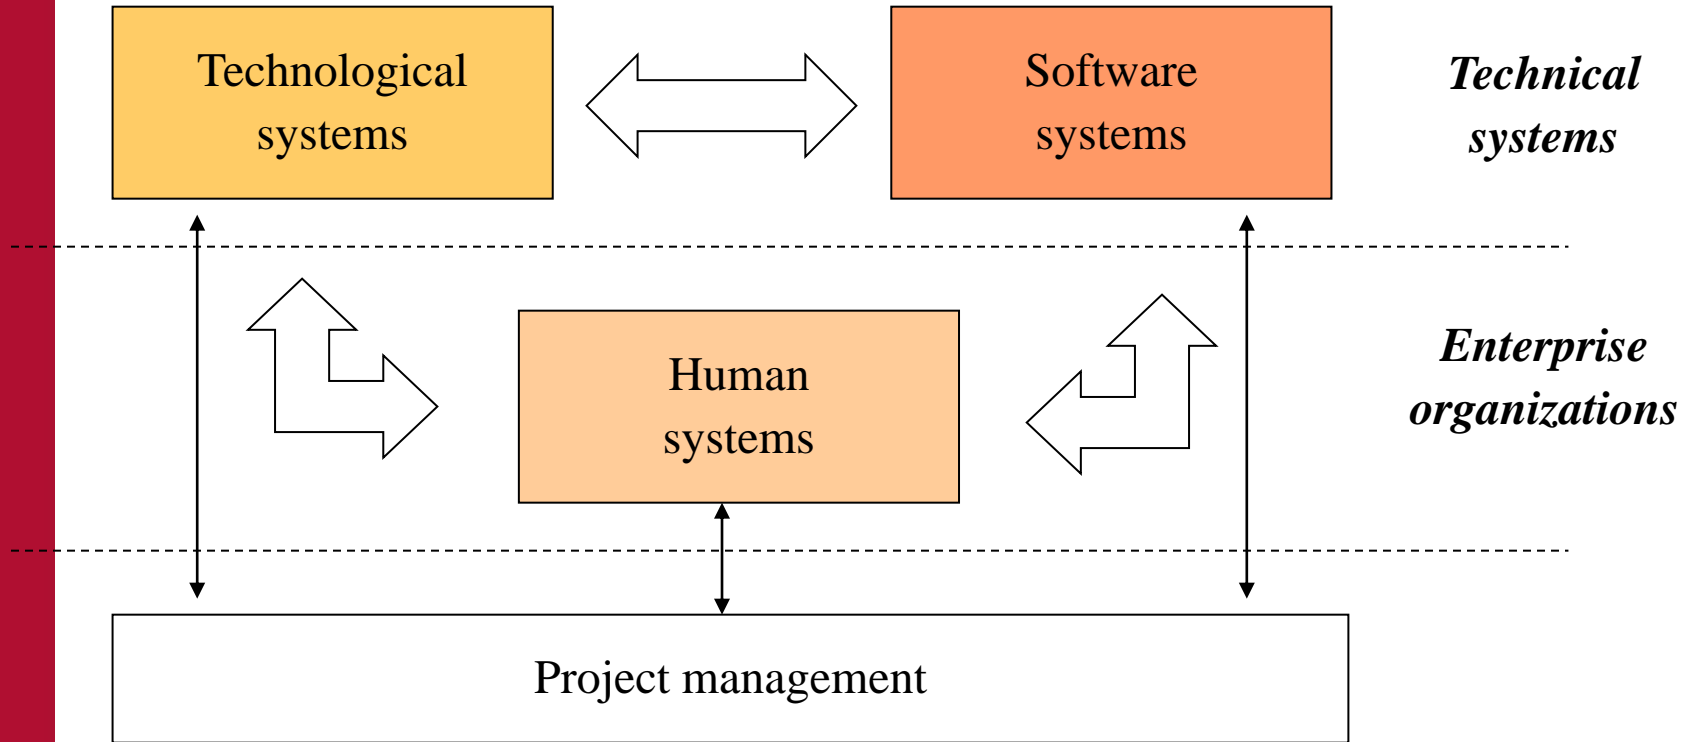 Technological
systems
Software
systems
Technical
systems
Human
systems
Enterprise
organizations
Project management